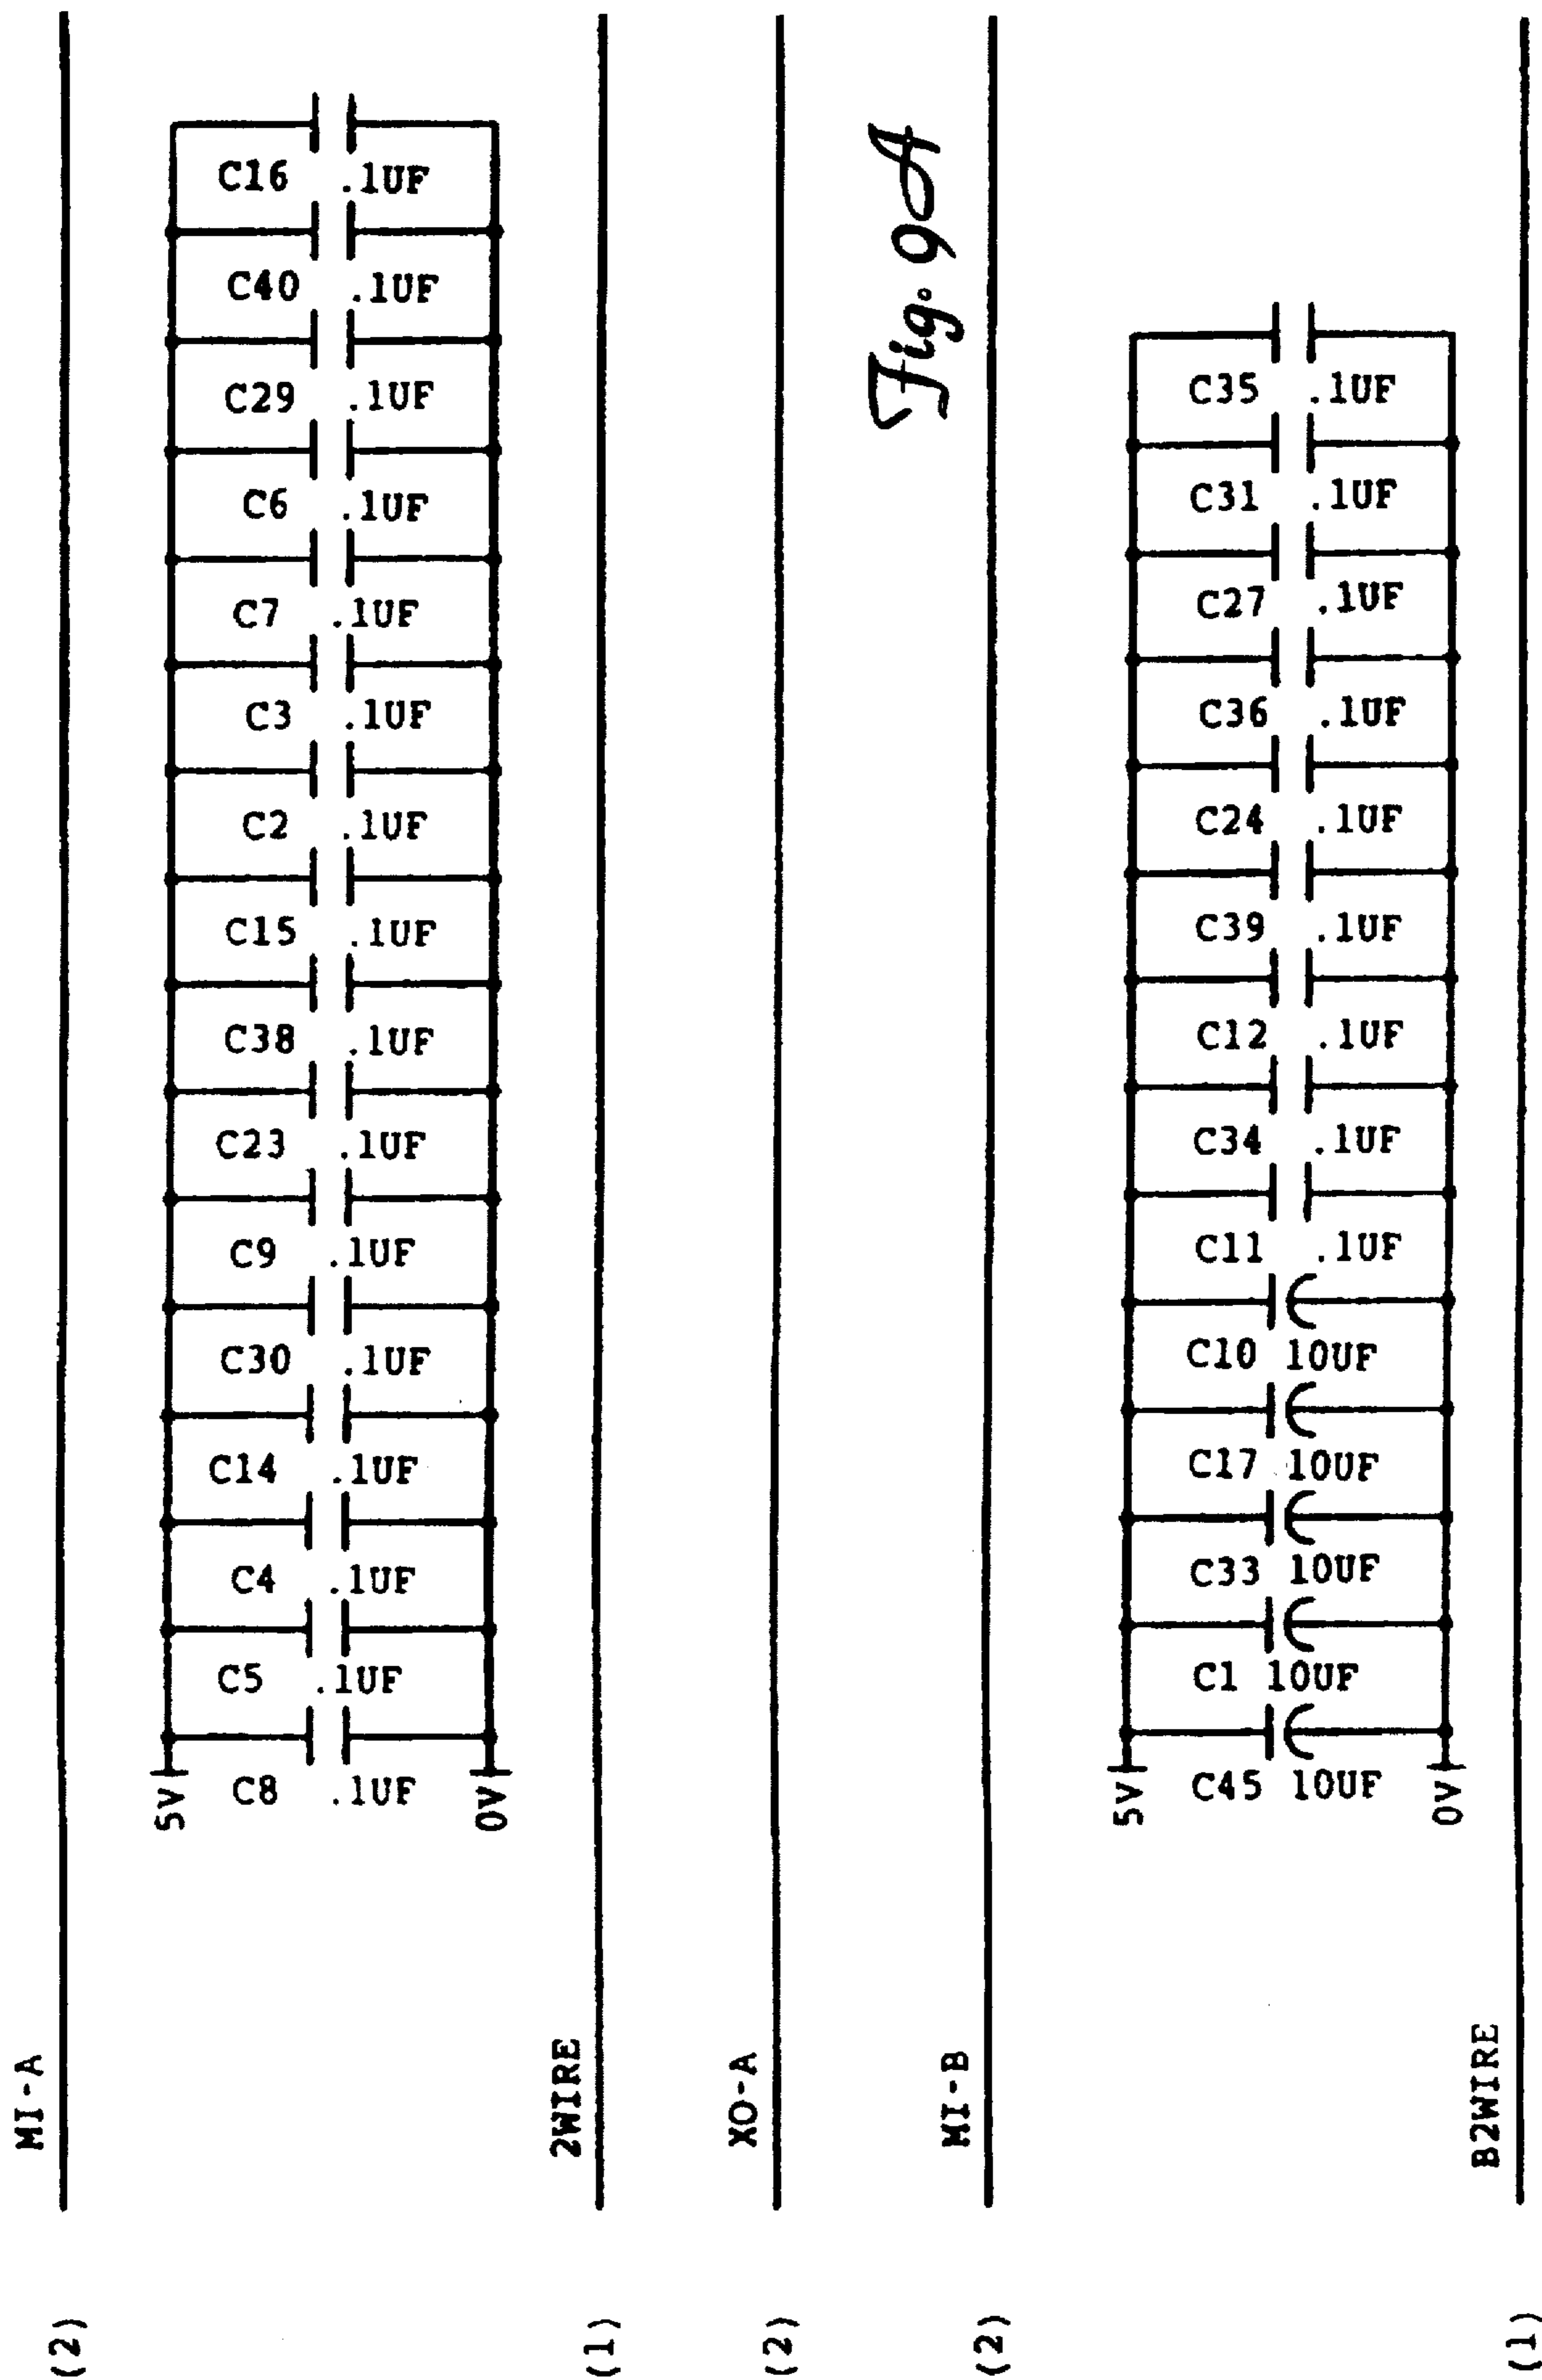 MI-A
(2)
C16 .1UF
C40 .1UF
C29 .1UF
C6 .1UF
C7 .1UF
C3 .1UF
C2 .1UF
C15 .1UF
C38 .1UF
C23 .1UF
C9 .1UF
C30 .1UF
C14 .1UF
C4 .1UF
C5 .1UF
C8 .1UF
5V
0V
2WIRE
(1)
XO-A
(2)
Fig. 9A
MI-B
(2)
C35 .1UF
C31 .1UF
C27 .1UF
C36 .1UF
C24 .1UF
C39 .1UF
C12 .1UF
C34 .1UF
C11 .1UF
C10 10UF
C17 10UF
C33 10UF
C1 10UF
C45 10UF
5V
0V
B2WIRE
(1)